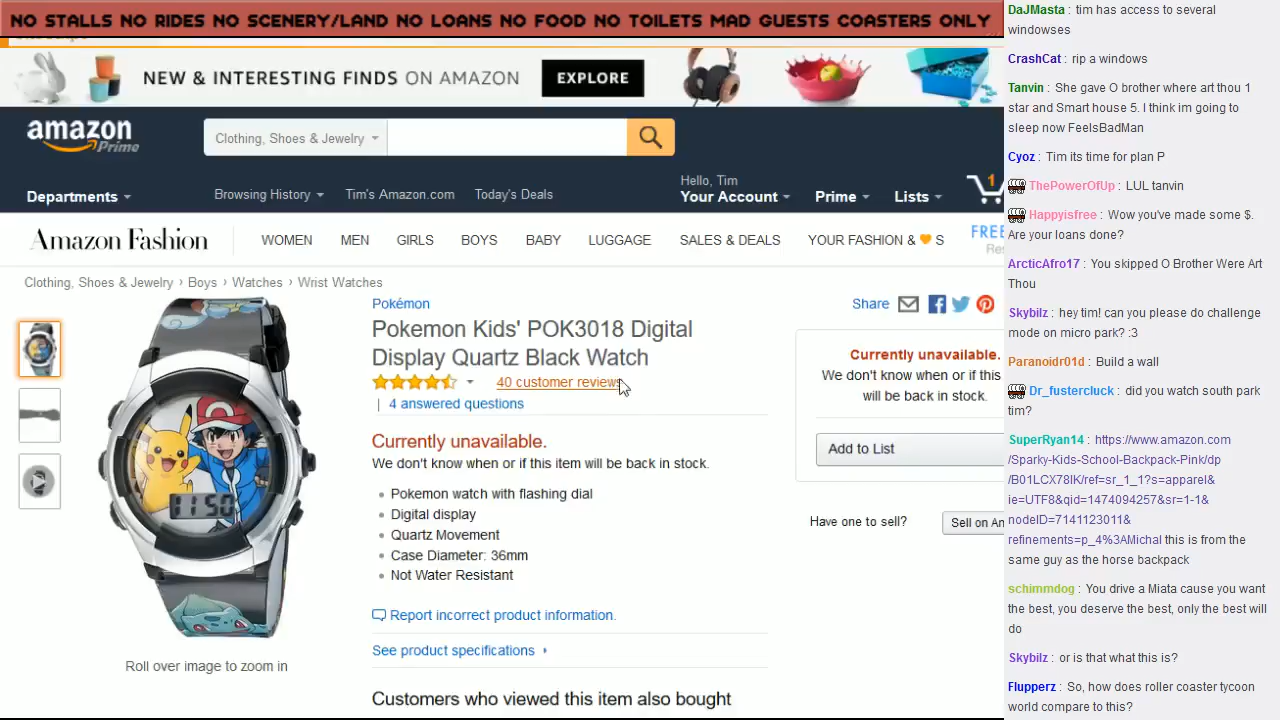 NO STALLS NO RIDES NO SCENERY/LAND NO LOANS NO FOOD NO TOILETS MAD GUESTS COASTERS ONLY
NEW & INTERESTING FINDS ON AMAZON
EXPLORE
amazon
Prime
Clothing, Shoes & Jewelry
Departments
Browsing History
Tim's Amazon.com
Today's Deals
Hello, Tim
Your Account
Prime
Lists
1
Amazon Fashion
WOMEN
MEN
GIRLS
BOYS
BABY
LUGGAGE
SALES & DEALS
YOUR FASHION & 🧡 S
FREE
Res
Clothing, Shoes & Jewelry › Boys › Watches › Wrist Watches
11:50
Roll over image to zoom in
Pokémon
Pokemon Kids' POK3018 Digital
Display Quartz Black Watch
40 customer reviews
| 4 answered questions
Currently unavailable.
We don't know when or if this item will be back in stock.
• Pokemon watch with flashing dial
• Digital display
• Quartz Movement
• Case Diameter: 36mm
• Not Water Resistant
Report incorrect product information.
See product specifications
Customers who viewed this item also bought
Share
Currently unavailable.
We don't know when or if this
will be back in stock.
Add to List
Have one to sell?
Sell on Am
DaJMasta: tim has access to several
windowses
CrashCat: rip a windows
Tanvin: She gave O brother where art thou 1
star and Smart house 5. I think im going to
sleep now FeelsBadMan
Cyoz: Tim its time for plan P
ThePowerOfUp: LUL tanvin
Happyisfree: Wow you've made some $.
Are your loans done?
ArcticAfro17: You skipped O Brother Were Art
Thou
Skybilz: hey tim! can you please do challenge
mode on micro park? :3
Paranoidr01d: Build a wall
Dr_fustercluck: did you watch south park
tim?
SuperRyan14: https://www.amazon.com
/Sparky-Kids-School-Backpack-Pink/dp
/B01LCX78IK/ref=sr_1_1?s=apparel&
ie=UTF8&qid=1474094257&sr=1-1&
nodeID=7141123011&
refinements=p_4%3AMichal this is from the
same guy as the horse backpack
schimmdog: You drive a Miata cause you want
the best, you deserve the best, only the best will
do
Skybilz: or is that what this is?
Flupperz: So, how does roller coaster tycoon
world compare to this?